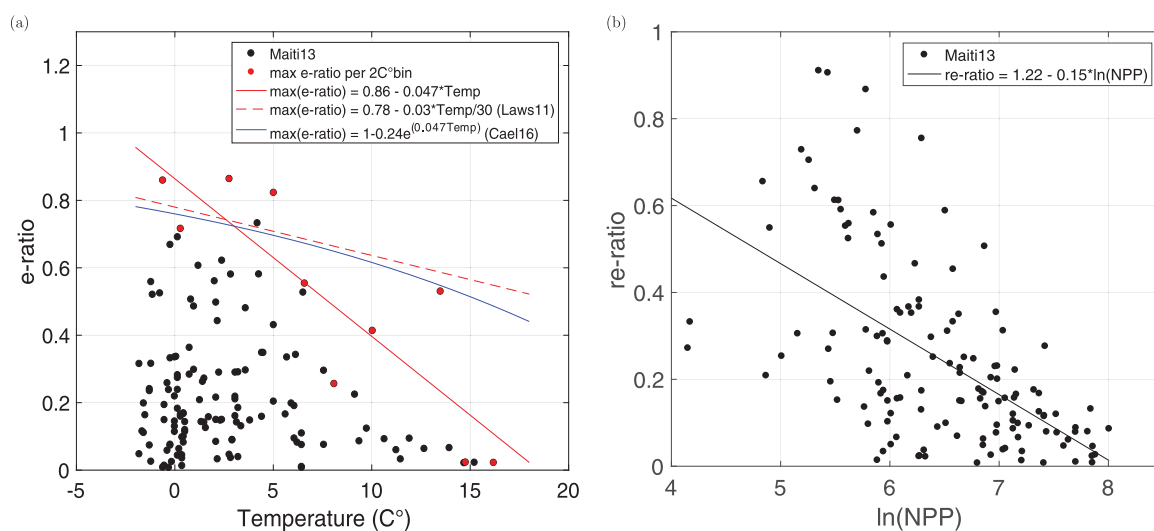 (a)
1.2
1
0.8
0.6
0.4
0.2
0
-5
0
5
10
15
20
e-ratio
Temperature (C°)
Maiti13
max e-ratio per 2C°bin
max(e-ratio) = 0.86 - 0.047*Temp
max(e-ratio) = 0.78 - 0.03*Temp/30 (Laws11)
max(e-ratio) = 1-0.24e^(0.047Temp) (Cael16)
(b)
1
0.8
0.6
0.4
0.2
0
4
5
6
7
8
re-ratio
ln(NPP)
Maiti13
re-ratio = 1.22 - 0.15*ln(NPP)